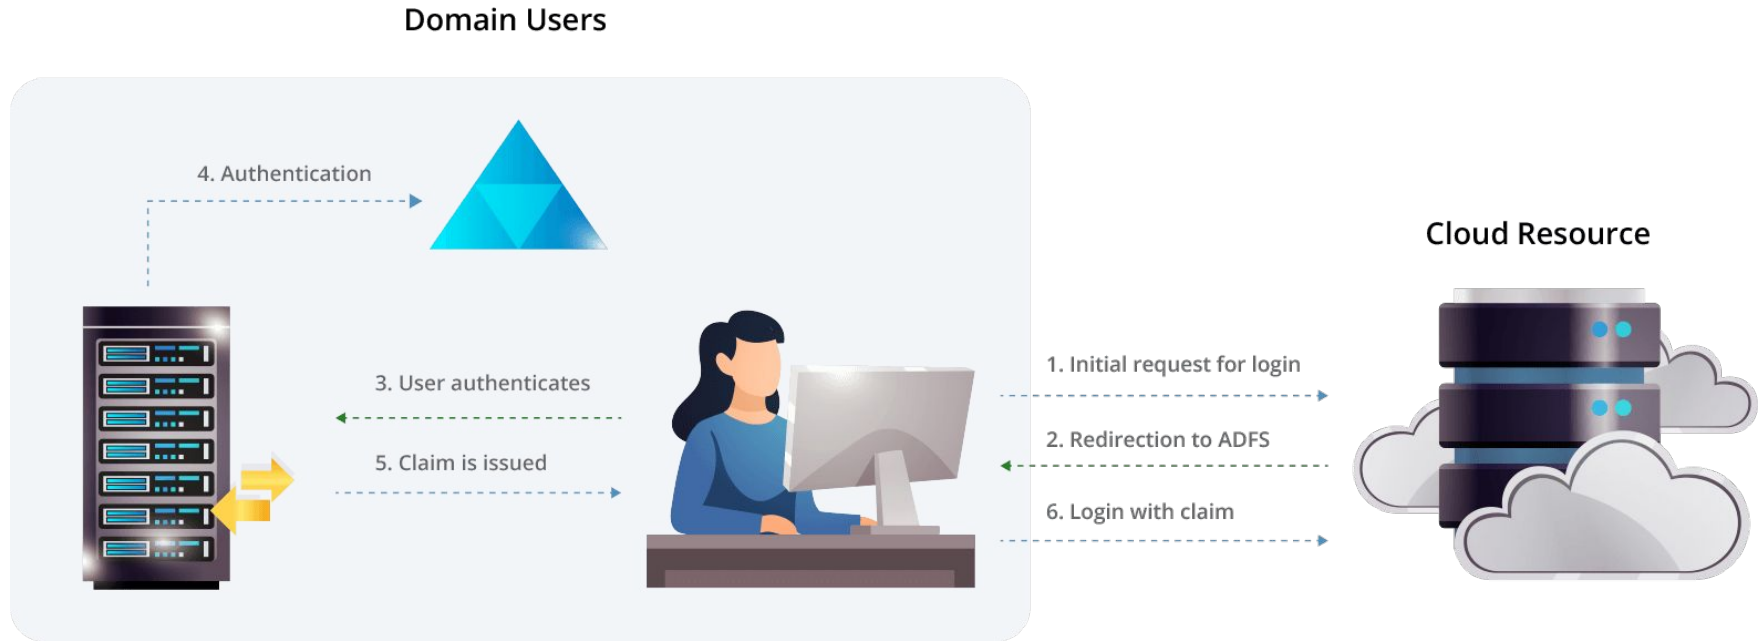 Domain Users
4. Authentication
Cloud Resource
1. Initial request for login
3. User authenticates
2. Redirection to ADFS
5. Claim is issued
6. Login with claim